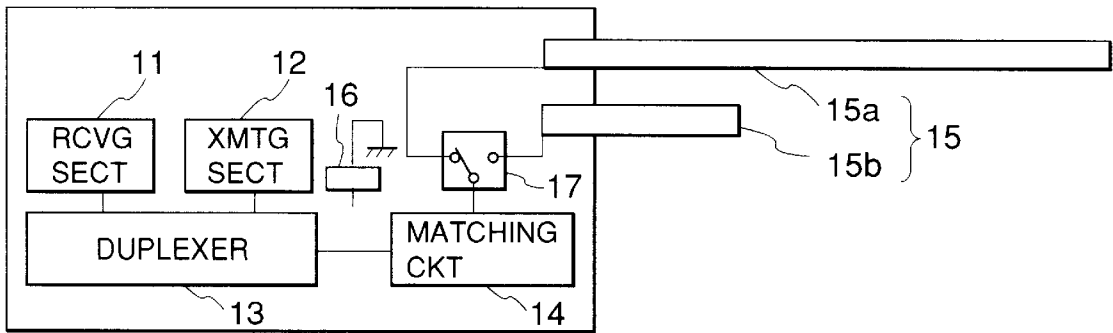 11
12
16
15a
15
15b
RCVG
SECT
XMTG
SECT
17
DUPLEXER
MATCHING
CKT
13
14